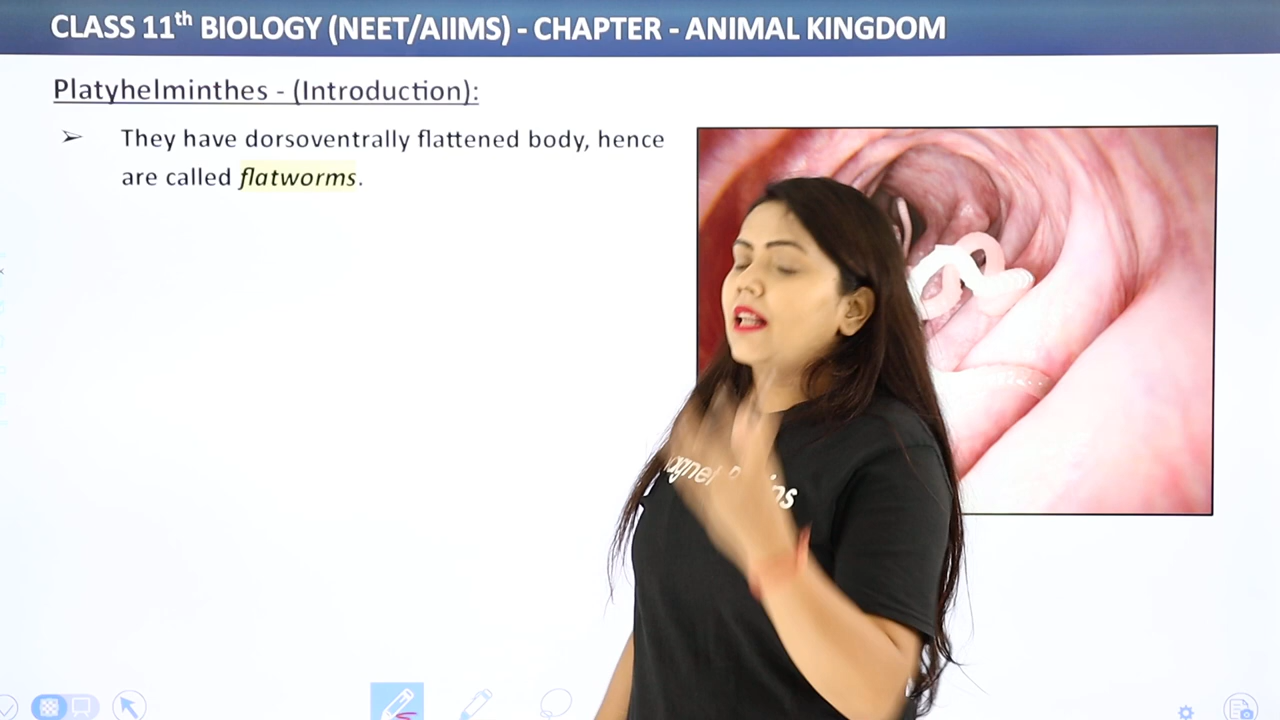 CLASS 11th BIOLOGY (NEET/AIIMS) - CHAPTER - ANIMAL KINGDOM
Platyhelminthes - (Introduction):
➢ They have dorsoventrally flattened body, hence
are called flatworms.